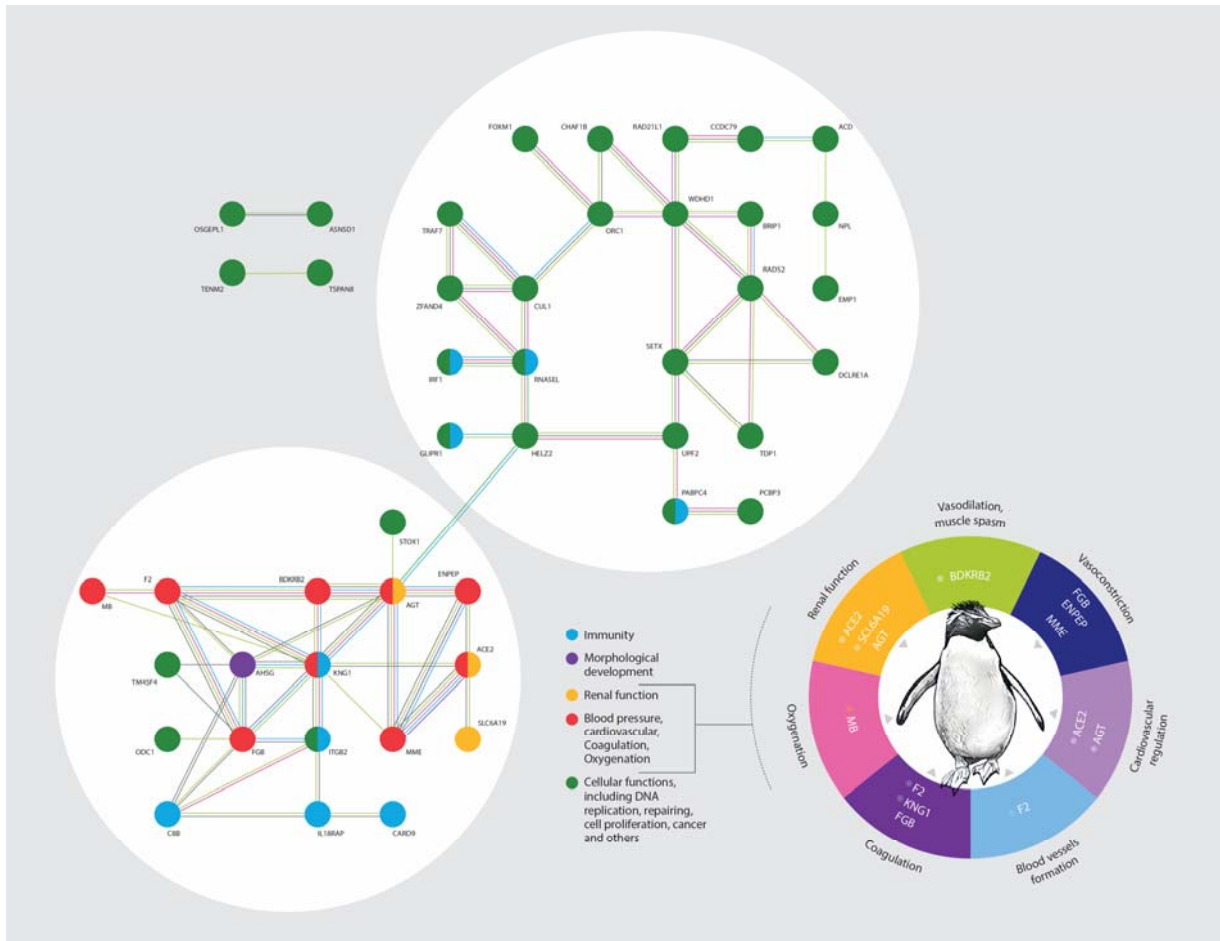 FOXM1
CHAF1B
RAD21L1
CCDC79
ACD
OSGEPL1
ASNSD1
TRAF7
ORC1
WDHD1
BRIP1
NPL
TENM2
TSPAN8
ZFAND4
CUL1
RAD52
EMP1
IRF1
RNASEL
SETX
DCLRE1A
GLIPR1
HELZ2
UPF2
TDP1
PABPC4
PCBP3
STOX1
F2
BDKRB2
ENPEP
MB
AGT
ACE2
TM4SF4
AHSG
KNG1
SLC6A19
ODC1
FGB
ITGB2
MME
C8B
IL18RAP
CARD9
Immunity
Morphological
development
Renal function
Blood pressure,
cardiovascular,
Coagulation,
Oxygenation
Cellular functions,
including DNA
replication, repairing,
cell proliferation, cancer
and others
Vasodilation,
muscle spasm
BDKRB2
Vasoconstriction
FGB
ENPEP
MME
Cardiovascular
regulation
ACE2
AGT
Blood vessels
formation
F2
Coagulation
F2
KNG1
FGB
Oxygenation
MB
Renal function
ACE2
SCL6A19
AGT